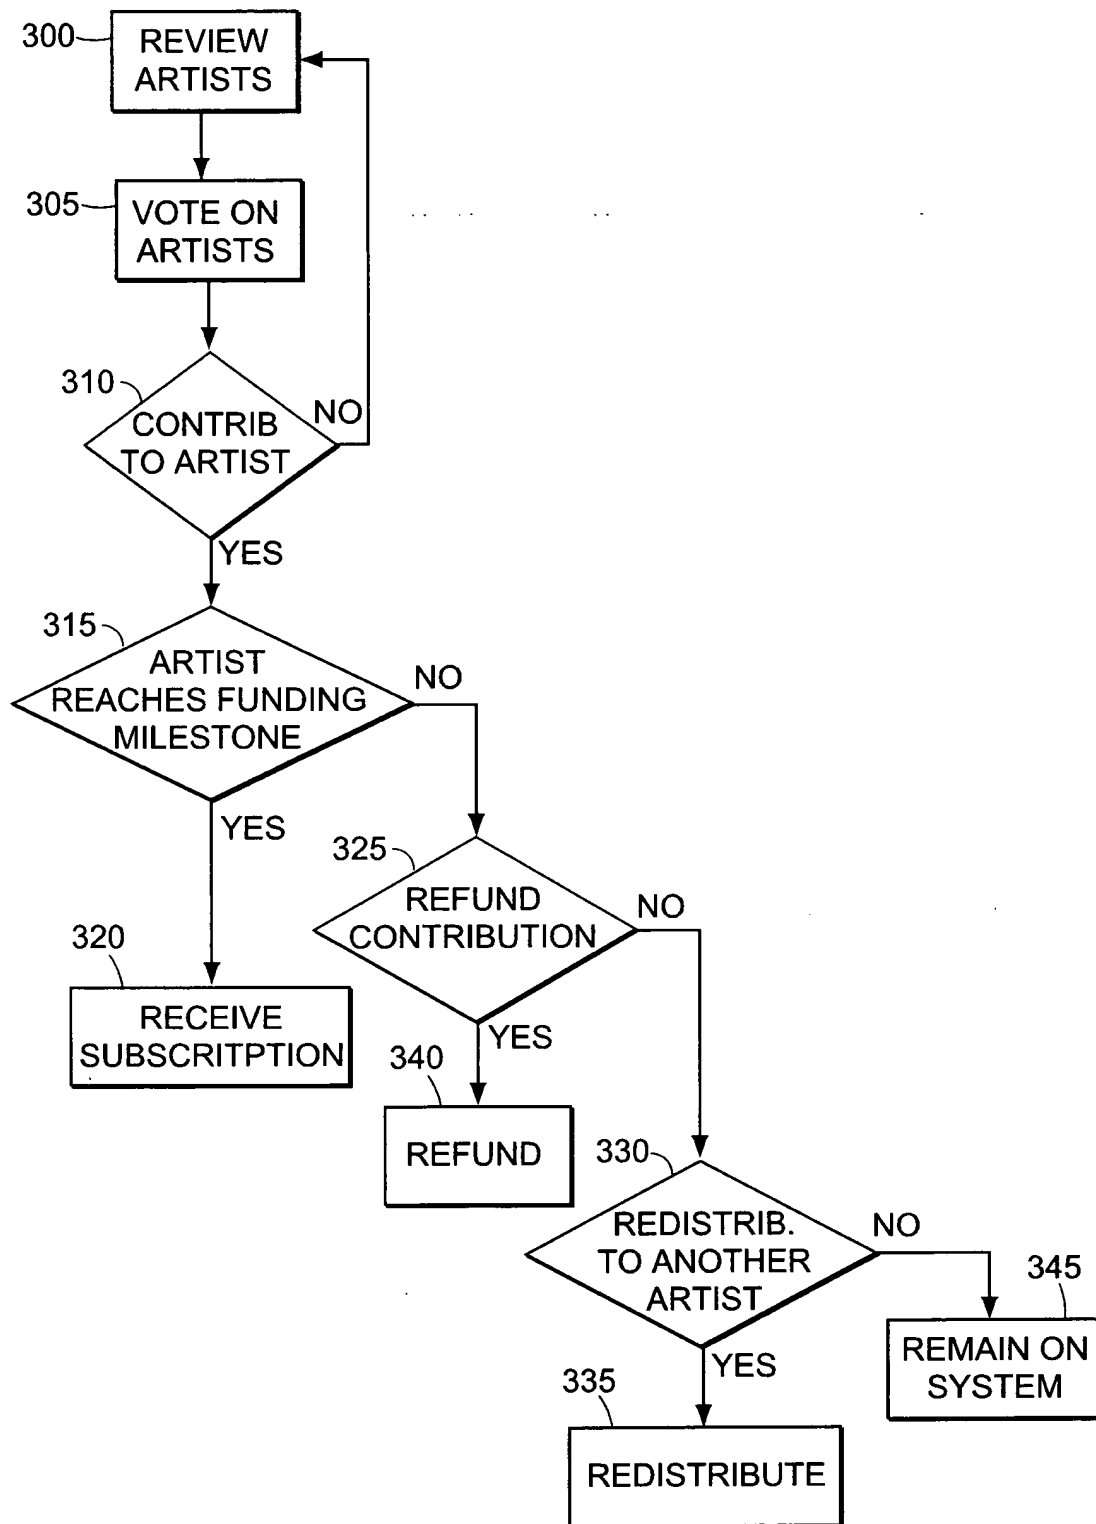 300
REVIEW
ARTISTS
305
VOTE ON
ARTISTS
310
CONTRIB
TO ARTIST
NO
YES
315
ARTIST
REACHES FUNDING
MILESTONE
NO
YES
325
REFUND
CONTRIBUTION
NO
YES
320
RECEIVE
SUBSCRITPTION
340
REFUND
330
REDISTRIB.
TO ANOTHER
ARTIST
NO
YES
345
REMAIN ON
SYSTEM
335
REDISTRIBUTE